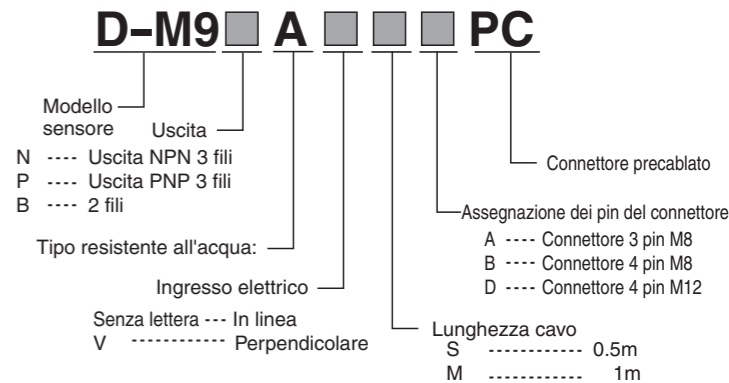 D-M9 A PC
Modello
sensore
Uscita
N ---- Uscita NPN 3 fili
P ---- Uscita PNP 3 fili
B ---- 2 fili
Tipo resistente all'acqua:
Ingresso elettrico
Senza lettera --- In linea
V ------------ Perpendicolare
Connettore precablato
Assegnazione dei pin del connettore
A ---- Connettore 3 pin M8
B ---- Connettore 4 pin M8
D ---- Connettore 4 pin M12
Lunghezza cavo
S ------------ 0.5m
M ------------ 1m